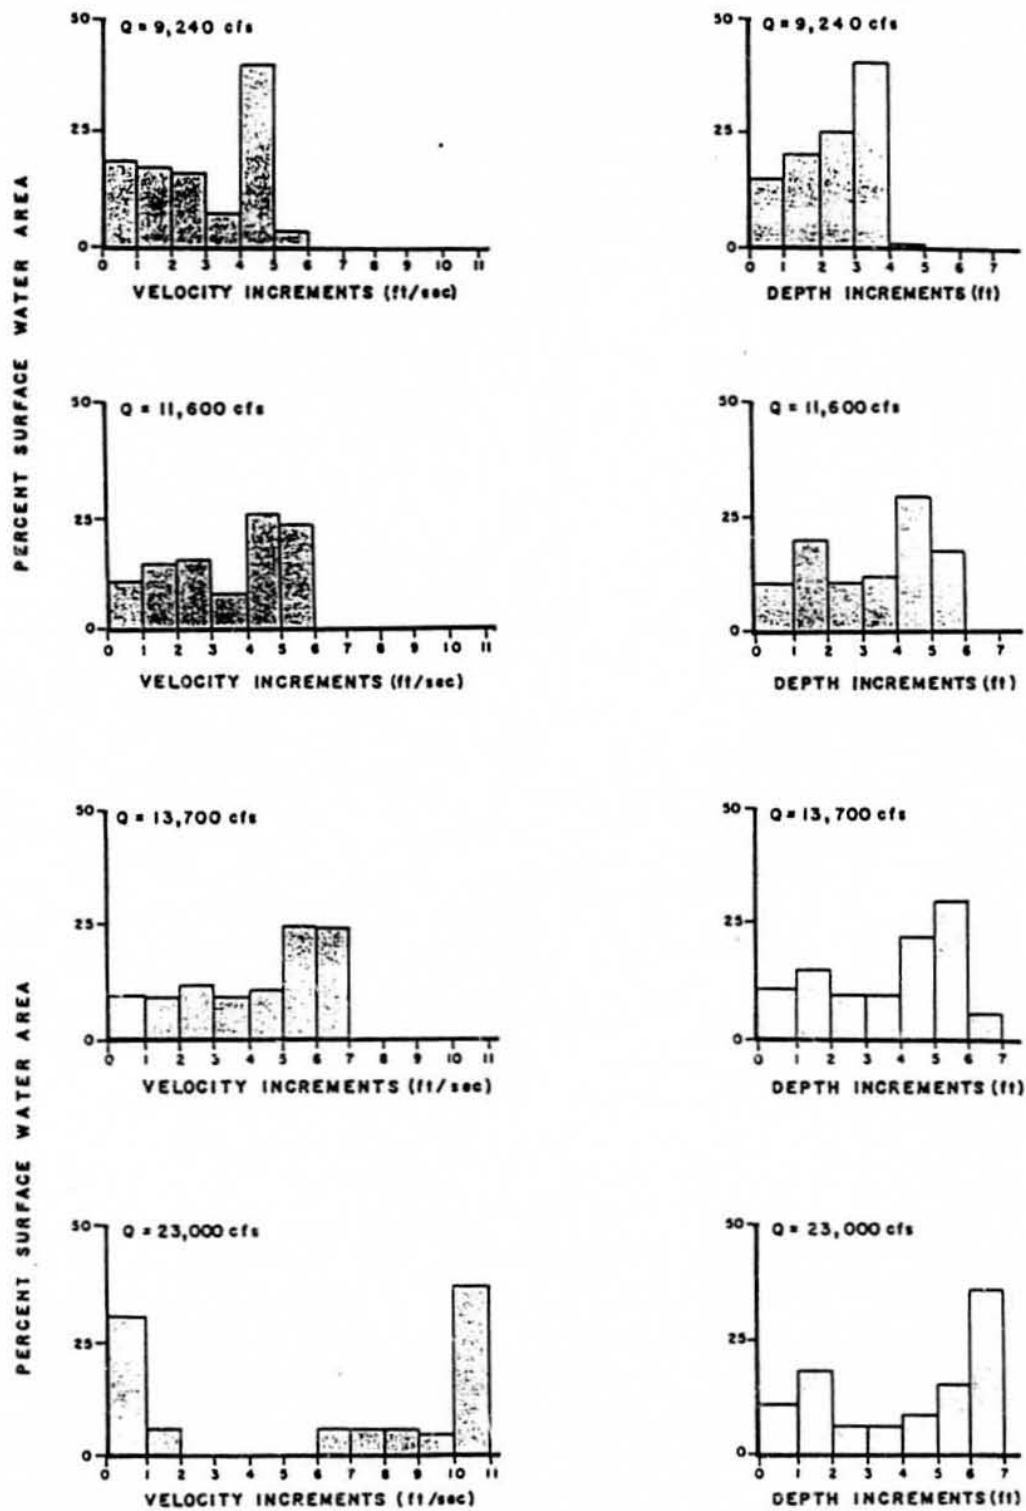 PERCENT SURFACE WATER AREA
50
Q = 9,240 cfs
25
0
0 1 2 3 4 5 6 7 8 9 10 11
VELOCITY INCREMENTS (ft/sec)
50
Q = 9,240 cfs
25
0
0 1 2 3 4 5 6 7
DEPTH INCREMENTS (ft)
50
Q = 11,600 cfs
25
0
0 1 2 3 4 5 6 7 8 9 10 11
VELOCITY INCREMENTS (ft/sec)
50
Q = 11,600 cfs
25
0
0 1 2 3 4 5 6 7
DEPTH INCREMENTS (ft)
PERCENT SURFACE WATER AREA
50
Q = 13,700 cfs
25
0
0 1 2 3 4 5 6 7 8 9 10 11
VELOCITY INCREMENTS (ft/sec)
50
Q = 13,700 cfs
25
0
0 1 2 3 4 5 6 7
DEPTH INCREMENTS (ft)
50
Q = 23,000 cfs
25
0
0 1 2 3 4 5 6 7 8 9 10 11
VELOCITY INCREMENTS (ft/sec)
50
Q = 23,000 cfs
25
0
0 1 2 3 4 5 6 7
DEPTH INCREMENTS (ft)